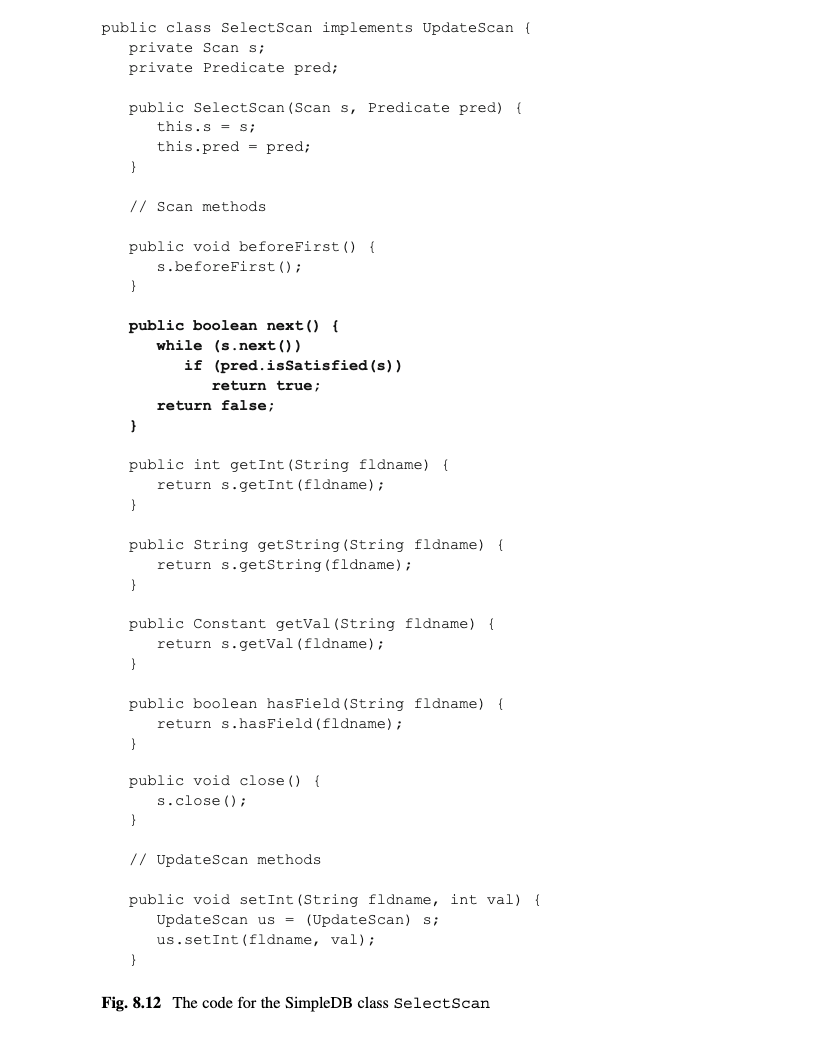 public class SelectScan implements UpdateScan {
   private Scan s;
   private Predicate pred;

   public SelectScan(Scan s, Predicate pred) {
      this.s = s;
      this.pred = pred;
   }

   // Scan methods

   public void beforeFirst() {
      s.beforeFirst();
   }

   public boolean next() {
      while (s.next())
         if (pred.isSatisfied(s))
            return true;
      return false;
   }

   public int getInt(String fldname) {
      return s.getInt(fldname);
   }

   public String getString(String fldname) {
      return s.getString(fldname);
   }

   public Constant getVal(String fldname) {
      return s.getVal(fldname);
   }

   public boolean hasField(String fldname) {
      return s.hasField(fldname);
   }

   public void close() {
      s.close();
   }

   // UpdateScan methods

   public void setInt(String fldname, int val) {
      UpdateScan us = (UpdateScan) s;
      us.setInt(fldname, val);
   }

Fig. 8.12 The code for the SimpleDB class SelectScan